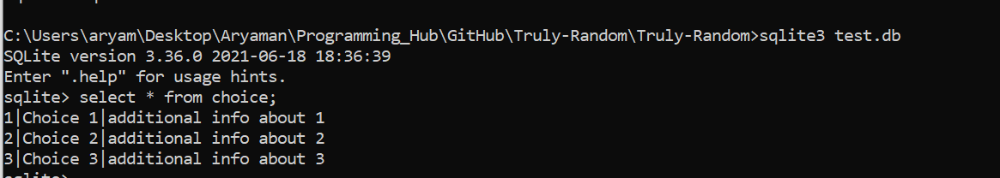 C:\Users\aryam\Desktop\Aryaman\Programming_Hub\GitHub\Truly-Random\Truly-Random>sqlite3 test.db
SQLite version 3.36.0 2021-06-18 18:36:39
Enter ".help" for usage hints.
sqlite> select * from choice;
1|Choice 1|additional info about 1
2|Choice 2|additional info about 2
3|Choice 3|additional info about 3
sqlite>